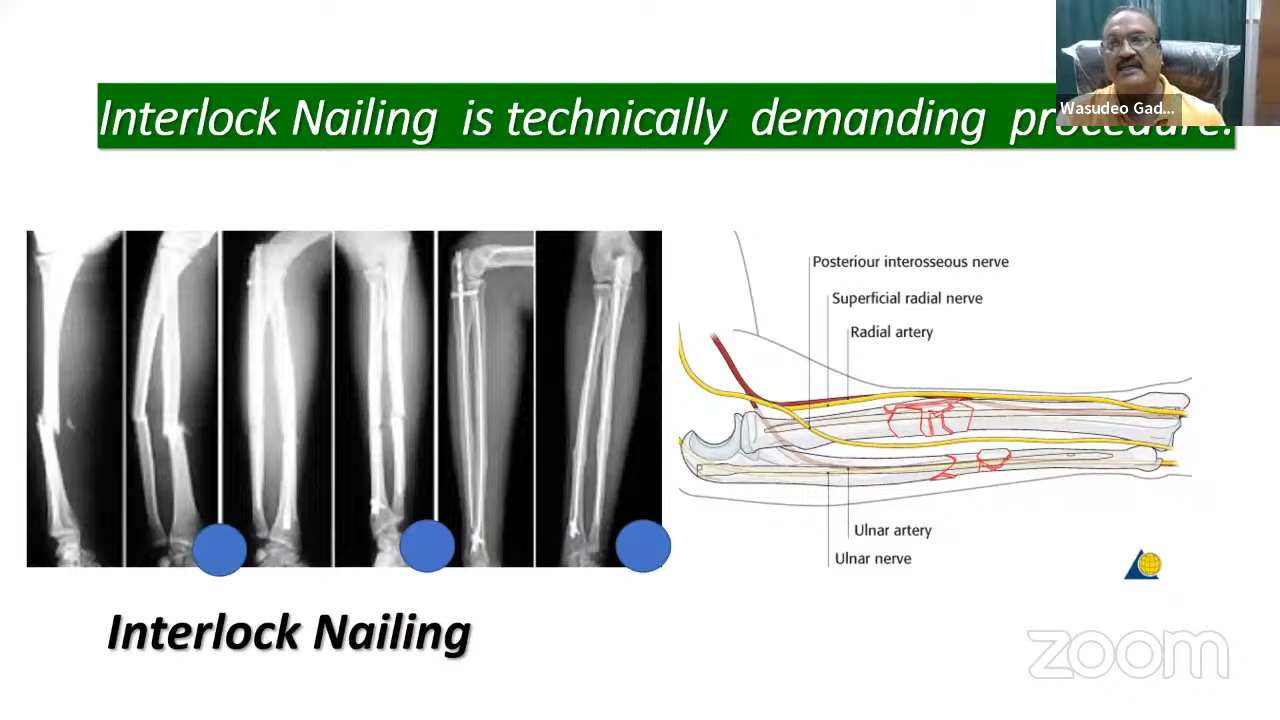 Interlock Nailing is technically demanding procedure.
Wasudeo Gad...
Posteriour interosseous nerve
Superficial radial nerve
Radial artery
Ulnar artery
Ulnar nerve
Interlock Nailing
zoom